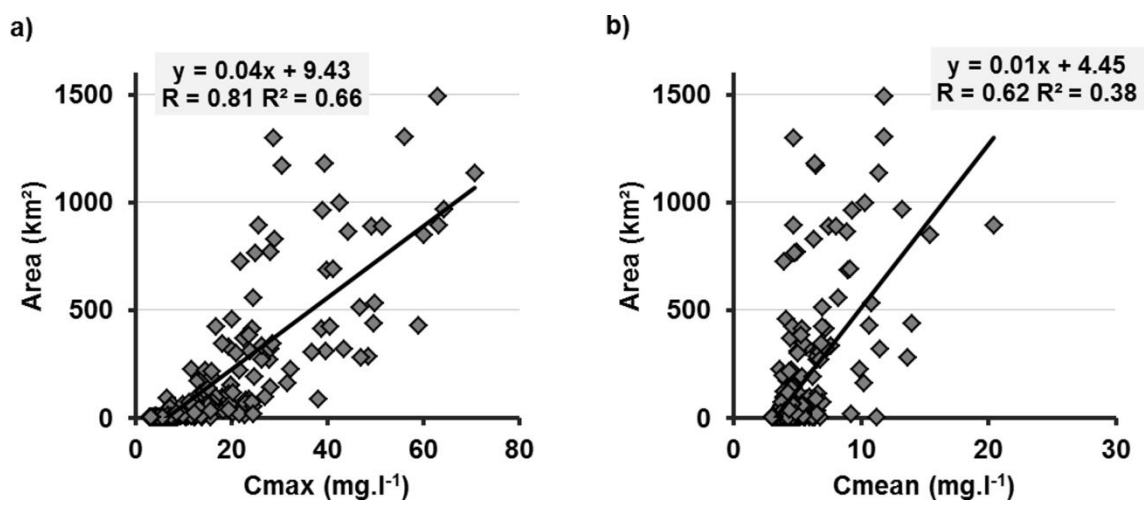 a)
y = 0.04x + 9.43
R = 0.81 R² = 0.66
1500
1000
500
0
Area (km²)
0 20 40 60 80
Cmax (mg.l⁻¹)
b)
y = 0.01x + 4.45
R = 0.62 R² = 0.38
1500
1000
500
0
Area (km²)
0 10 20 30
Cmean (mg.l⁻¹)